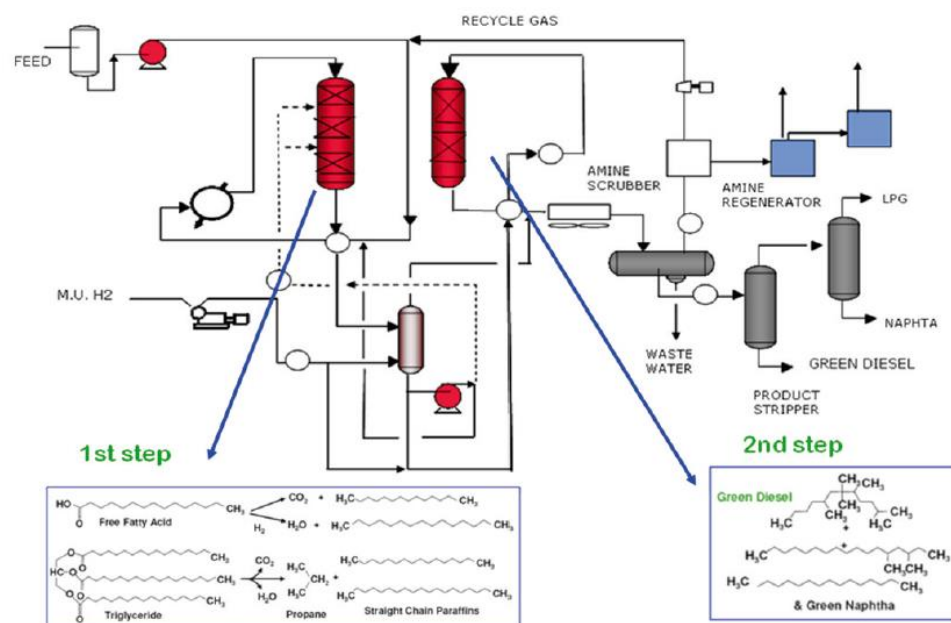 RECYCLE GAS
FEED
AMINE
SCRUBBER
AMINE
REGENERATOR
LPG
M.U. H2
NAPHTA
WASTE
WATER
GREEN DIESEL
PRODUCT
STRIPPER
1st step
2nd step
HO
O
CH₃
Free Fatty Acid
H₂
CO₂ +
H₂O +
H₃C CH₃
H₃C CH₃
O
O
HC O
O
O
O
CH₃
CH₃
CH₃
Triglyceride
CO₂
H₂O
H₃C
CH₂
H₃C
+
Propane
H₃C CH₃
H₃C CH₃
Straight Chain Paraffins
Green Diesel
CH₃
CH₃
CH₃
CH₃
H₃C
+
+
H₃C CH₃
CH₃
CH₃
H₃C CH₃
& Green Naphtha